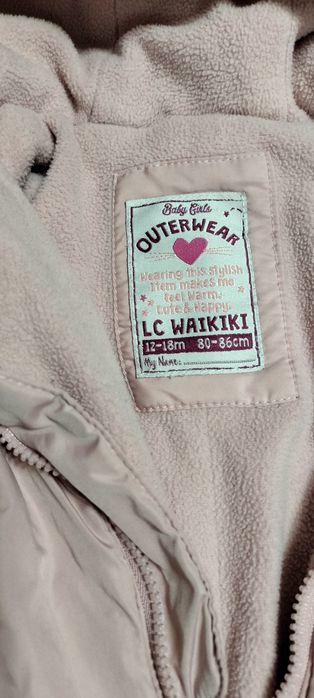 Baby Girls
OUTERWEAR
Wearing this stylish
item makes me
feel Warm,
Cute & Happy.
LC WAIKIKI
12-18m 80-86cm
My Name: